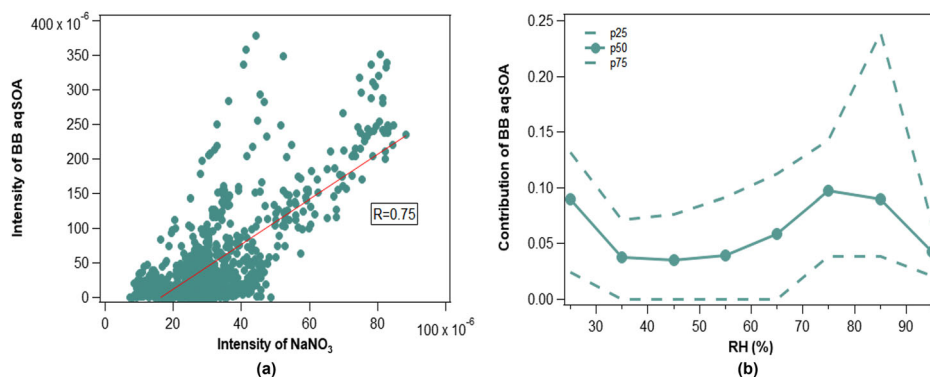 400 x 10⁻⁶
350
300
250
200
150
100
50
0
Intensity of BB aqSOA
R=0.75
0 20 40 60 80 100 x 10⁻⁶
Intensity of NaNO₃
(a)
0.25
0.20
0.15
0.10
0.05
0.00
Contribution of BB aqSOA
p25
p50
p75
30 40 50 60 70 80 90
RH (%)
(b)